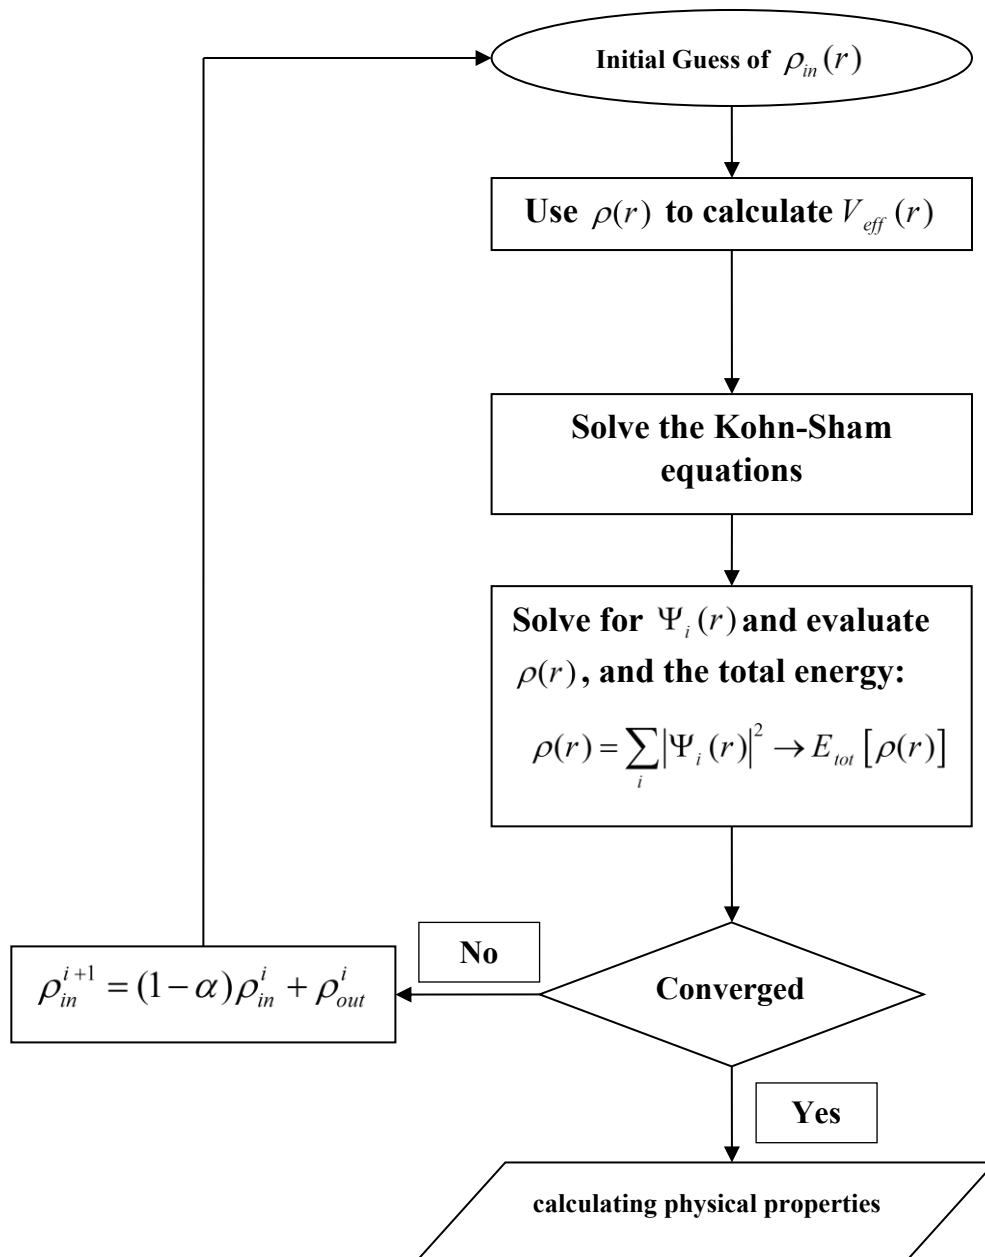 Initial Guess of ρ_in(r)
Use ρ(r) to calculate V_eff(r)
Solve the Kohn-Sham
equations
Solve for Ψ_i(r) and evaluate
ρ(r), and the total energy:
ρ(r) = ∑_i |Ψ_i(r)|² → E_tot [ρ(r)]
No
ρ_in^{i+1} = (1−α)ρ_in^i + ρ_out^i
Converged
Yes
calculating physical properties